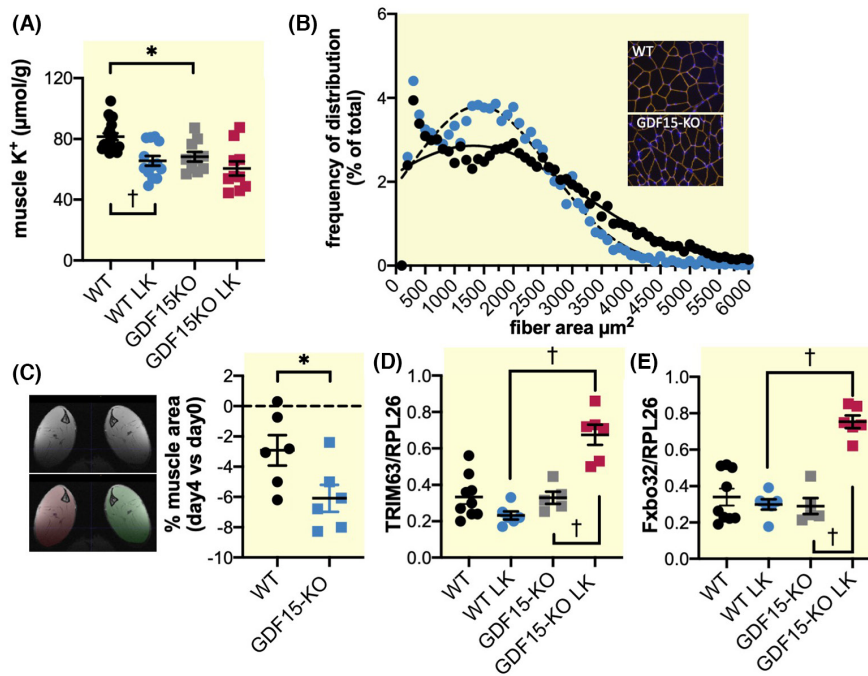 (A)
muscle K⁺ (µmol/g)
120
80
60
40
0
*
†
WT
WT LK
GDF15KO
GDF15KO LK
(B)
frequency of distribution
(% of total)
6
4
2
0
WT
GDF15-KO
0
500
1000
1500
2000
2500
3000
3500
4000
4500
5000
5500
6000
fiber area µm²
(C)
% muscle area
(day4 vs day0)
2
0
-2
-4
-6
-8
-10
*
WT
GDF15-KO
(D)
TRIM63/RPL26
1.0
0.8
0.6
0.4
0.2
0.0
†
†
WT
WT LK
GDF15-KO
GDF15-KO LK
(E)
Fxbo32/RPL26
1.0
0.8
0.6
0.4
0.2
0.0
†
†
WT
WT LK
GDF15-KO
GDF15-KO LK